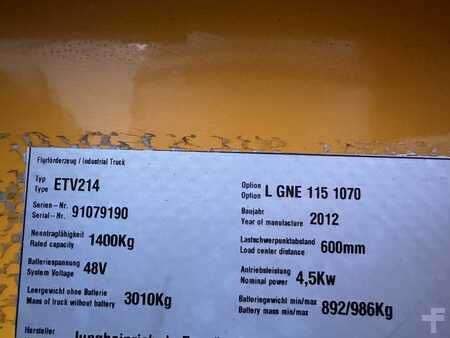 Flurförderzeug / Industrial Truck
Typ
Type ETV214
Option
Option L GNE 115 1070
Serien-Nr.
Serial-Nr. 91079190
Baujahr
Year of manufacture 2012
Nenntragfähigkeit
Rated capacity 1400Kg
Lastschwerpunktabstand
Load center distance 600mm
Batteriespannung
System Voltage 48V
Antriebsleistung
Nominal power 4,5Kw
Leergewicht ohne Batterie
Mass of truck without battery 3010Kg
Batteriegewicht min/max
Battery mass min/max 892/986Kg
Hersteller